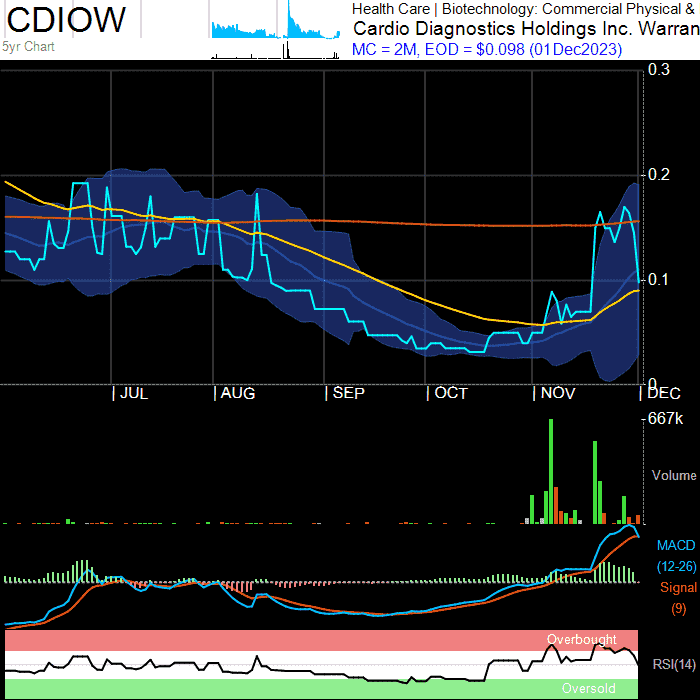 CDIOW
5yr Chart
Health Care | Biotechnology: Commercial Physical &
Cardio Diagnostics Holdings Inc. Warran
MC = 2M, EOD = $0.098 (01Dec2023)
0.3
0.2
0.1
0
JUL AUG SEP OCT NOV DEC
667k
Volume
MACD
(12-26)
Signal
(9)
Overbought
RSI(14)
Oversold